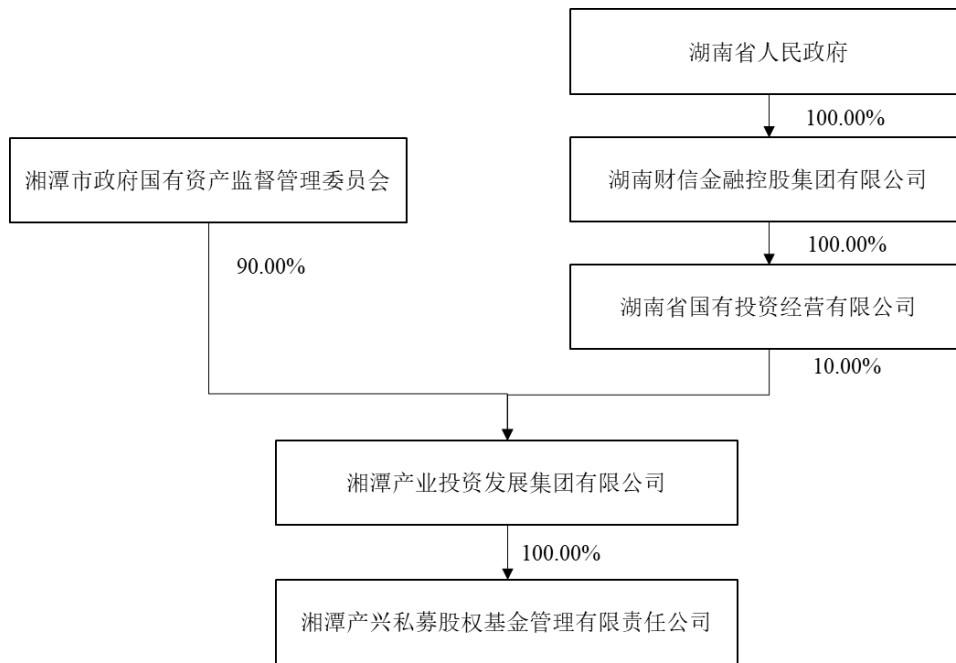 湖南省人民政府
100.00%
湘潭市政府国有资产监督管理委员会
湖南财信金融控股集团有限公司
100.00%
90.00%
湖南省国有投资经营有限公司
10.00%
湘潭产业投资发展集团有限公司
100.00%
湘潭产兴私募股权基金管理有限责任公司